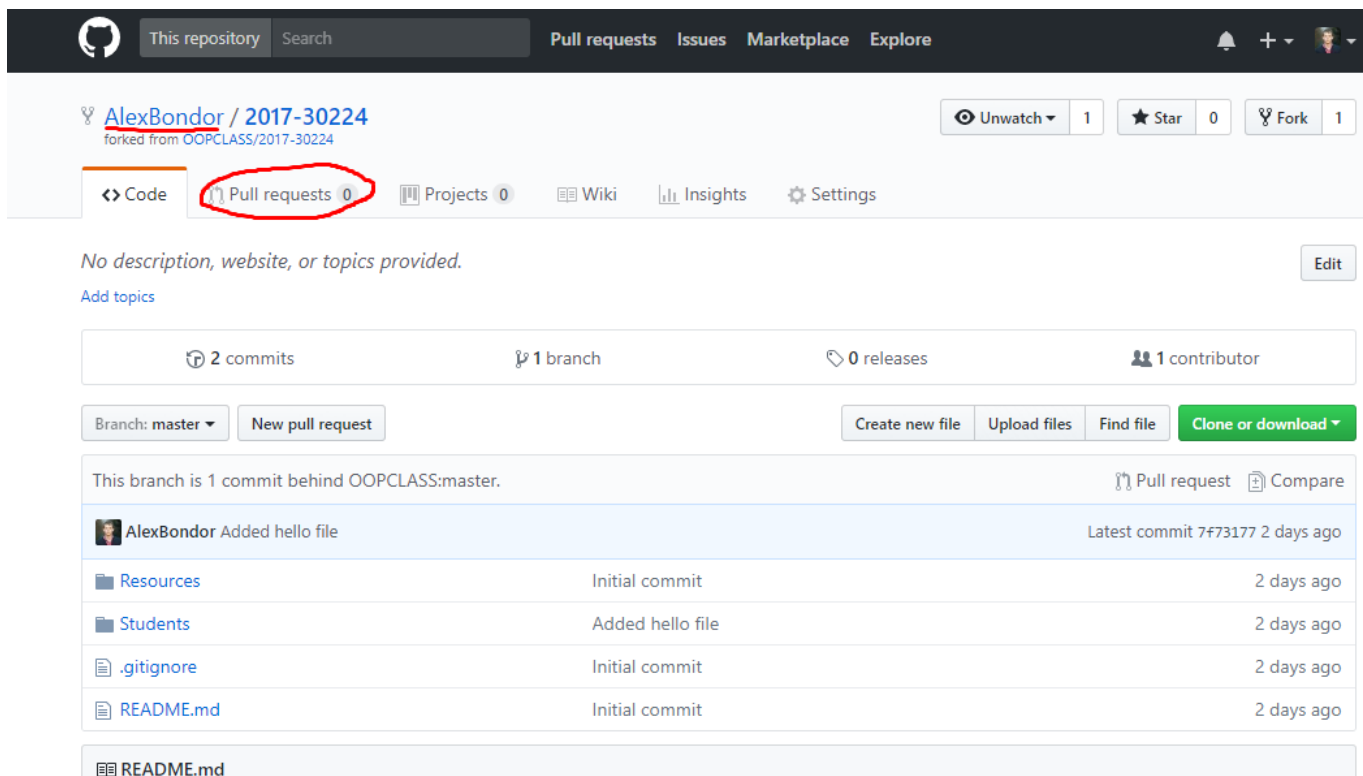 This repository Search Pull requests Issues Marketplace Explore
AlexBondor / 2017-30224 Unwatch 1 Star 0 Fork 1
forked from OOPCLASS/2017-30224
<> Code Pull requests 0 Projects 0 Wiki Insights Settings
No description, website, or topics provided. Edit
Add topics
2 commits 1 branch 0 releases 1 contributor
Branch: master New pull request Create new file Upload files Find file Clone or download
This branch is 1 commit behind OOPCLASS:master. Pull request Compare
AlexBondor Added hello file Latest commit 7f73177 2 days ago
Resources Initial commit 2 days ago
Students Added hello file 2 days ago
.gitignore Initial commit 2 days ago
README.md Initial commit 2 days ago
README.md